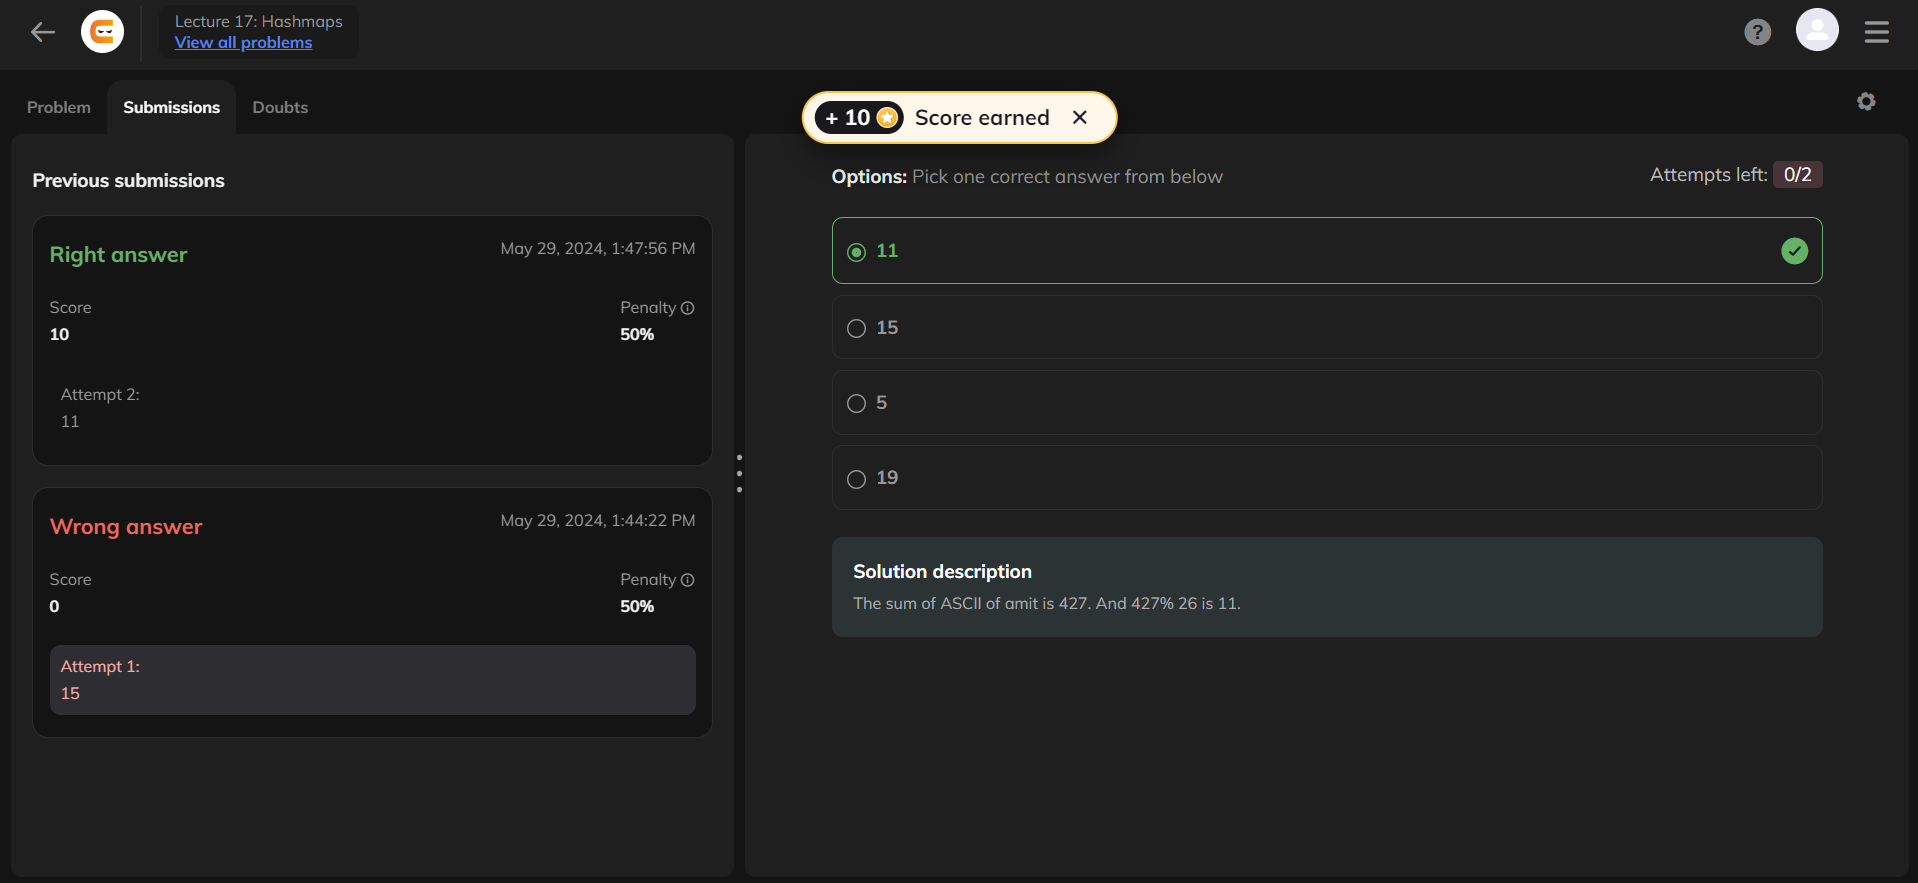 Lecture 17: Hashmaps
View all problems
?
Problem
Submissions
Doubts
+ 10 Score earned
Previous submissions
Right answer
May 29, 2024, 1:47:56 PM
Score
Penalty
10
50%
Attempt 2:
11
Wrong answer
May 29, 2024, 1:44:22 PM
Score
Penalty
0
50%
Attempt 1:
15
Options: Pick one correct answer from below
Attempts left: 0/2
11
15
5
19
Solution description
The sum of ASCII of amit is 427. And 427% 26 is 11.